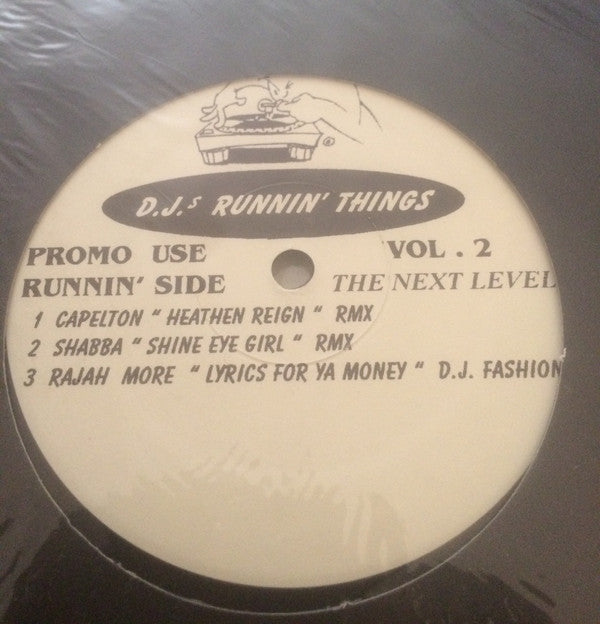 ®
D.J.s RUNNIN' THINGS
PROMO USE VOL. 2
RUNNIN' SIDE THE NEXT LEVEL
1 CAPELTON "HEATHEN REIGN" RMX
2 SHABBA "SHINE EYE GIRL" RMX
3 RAJAH MORE "LYRICS FOR YA MONEY" D.J. FASHION